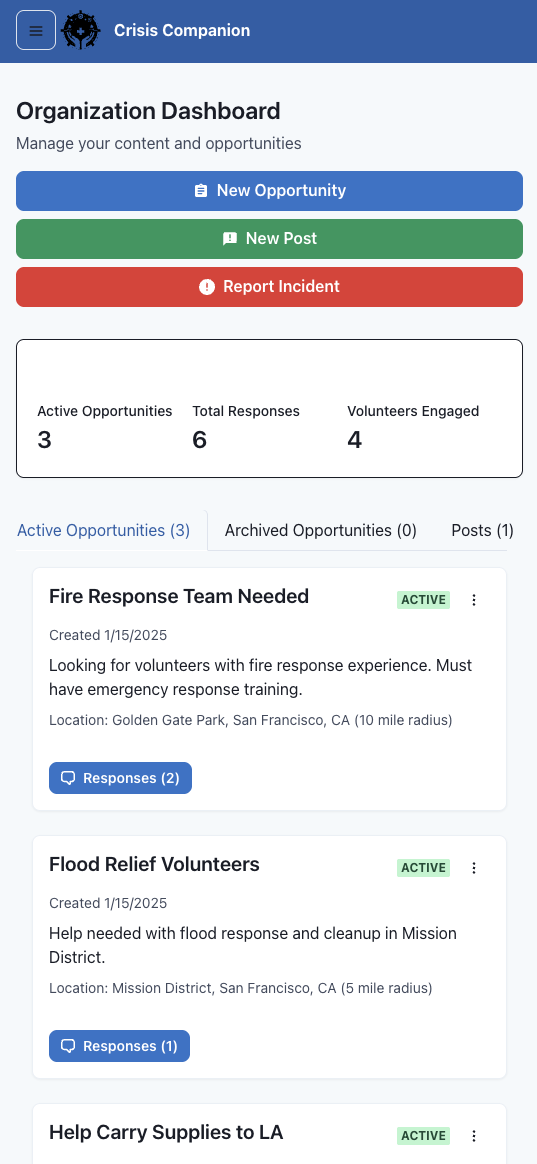 Crisis Companion
Organization Dashboard
Manage your content and opportunities
New Opportunity
New Post
Report Incident
Active Opportunities Total Responses Volunteers Engaged
3 6 4
Active Opportunities (3) Archived Opportunities (0) Posts (1)
Fire Response Team Needed ACTIVE
Created 1/15/2025
Looking for volunteers with fire response experience. Must
have emergency response training.
Location: Golden Gate Park, San Francisco, CA (10 mile radius)
Responses (2)
Flood Relief Volunteers ACTIVE
Created 1/15/2025
Help needed with flood response and cleanup in Mission
District.
Location: Mission District, San Francisco, CA (5 mile radius)
Responses (1)
Help Carry Supplies to LA ACTIVE